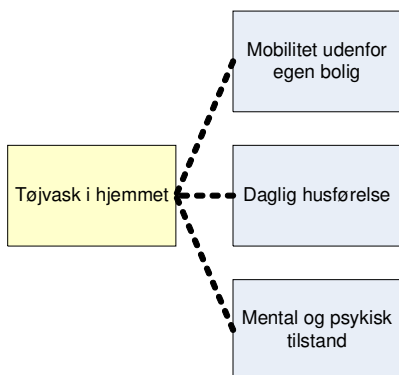 Mobilitet udenfor
egen bolig
Tøjvask i hjemmet
Daglig husførelse
Mental og psykisk
tilstand